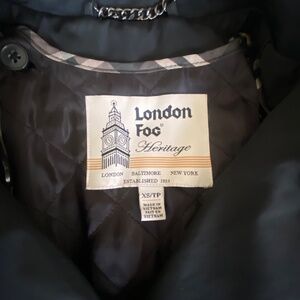 London
Fog®
Heritage
LONDON BALTIMORE NEW YORK
ESTABLISHED 1923
XS/TP
MADE IN
VIETNAM
FAIT EN
VIETNAM